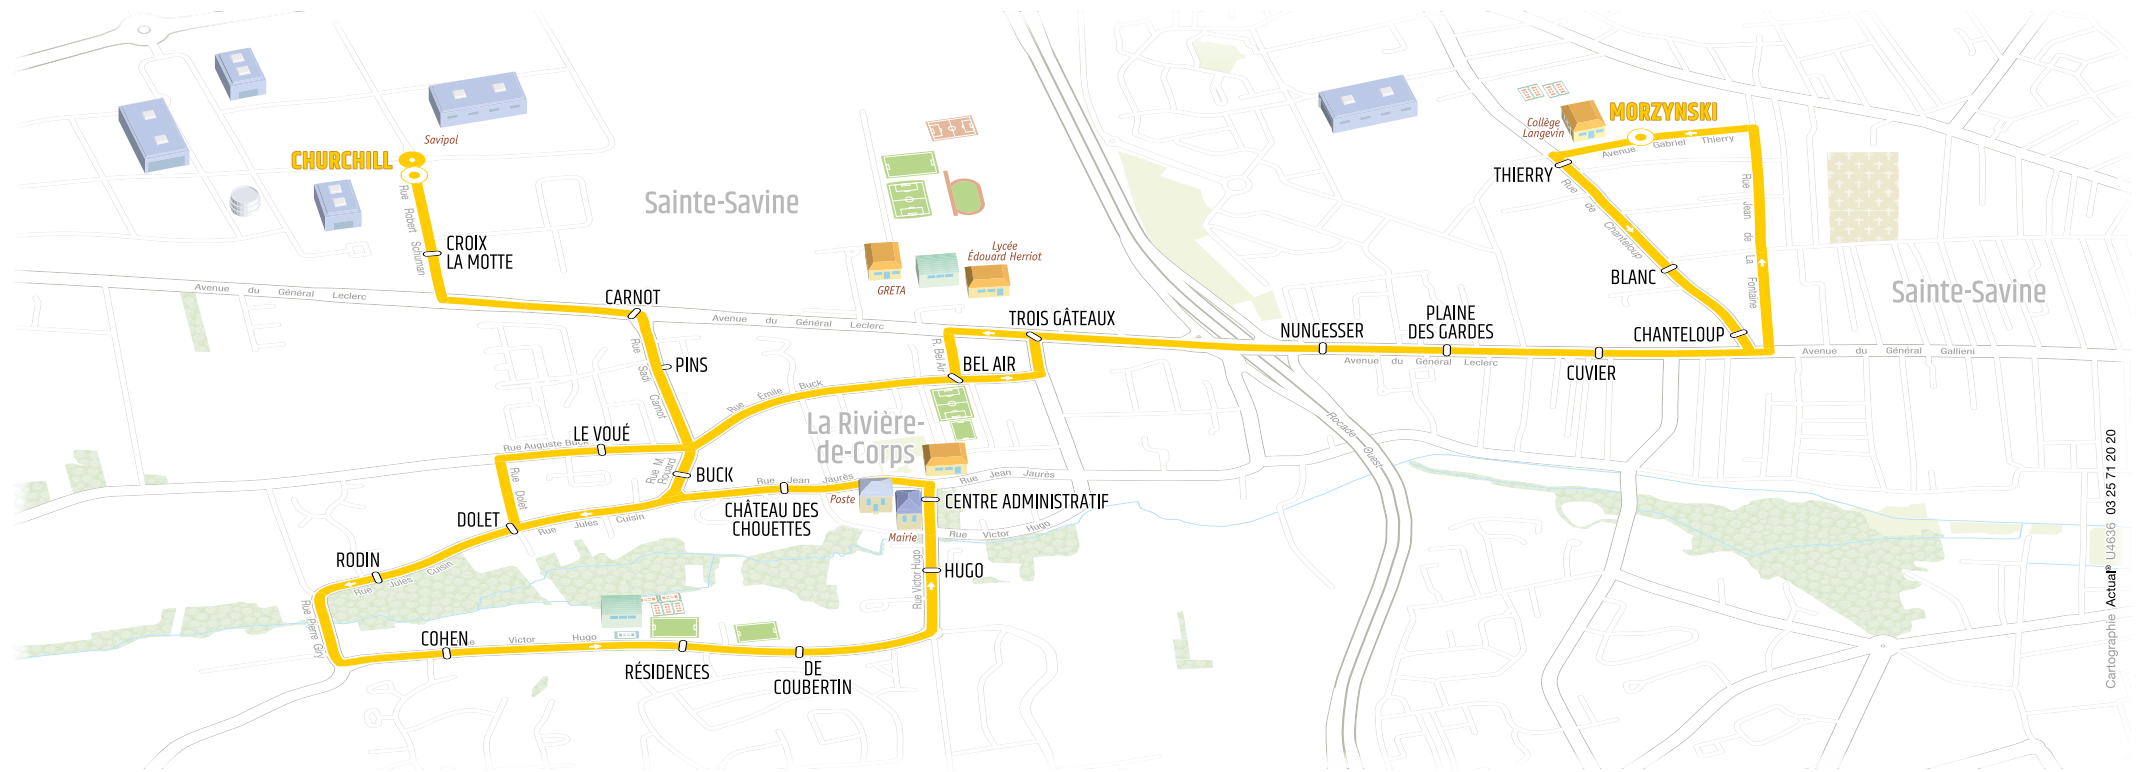 Savipol
CHURCHILL
Rue Robert Schuman
CROIX
LA MOTTE
Sainte-Savine
Avenue du Général Leclerc
CARNOT
Avenue du Général Leclerc
GRETA
Lycée
Édouard Herriot
TROIS GÂTEAUX
R. Bel Air
BEL AIR
Rue Sadi Carnot
PINS
Rue Émile Buck
La Rivière-
de-Corps
LE VOUÉ
Rue Auguste Buck
Rue Dolet
Rue M.
Rouard
BUCK
Rue Jean Jaurès
Rue Jean Jaurès
CHÂTEAU DES
CHOUETTES
Poste
Mairie
CENTRE ADMINISTRATIF
Rue Victor Hugo
DOLET
Rue Jules Cuisin
RODIN
Rue Jules Cuisin
Rue Pierre Giry
COHEN
Victor Hugo
RÉSIDENCES
DE
COUBERTIN
Rue Victor Hugo
HUGO
Rocade Ouest
NUNGESSER
PLAINE
DES GARDES
Avenue du Général Leclerc
CUVIER
CHANTELOUP
BLANC
Rue de Chanteloup
THIERRY
Collège
Langevin
MORZYNSKI
Avenue Gabriel Thierry
Rue Jean de La Fontaine
Sainte-Savine
Avenue du Général Gallieni
Cartographie Actual® U4636 03 25 71 20 20